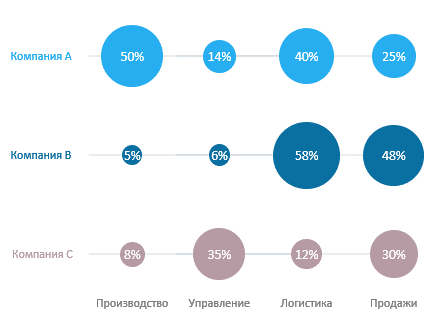 Компания А 50% 14% 40% 25%
Компания В 5% 6% 58% 48%
Компания С 8% 35% 12% 30%
Производство Управление Логистика Продажи